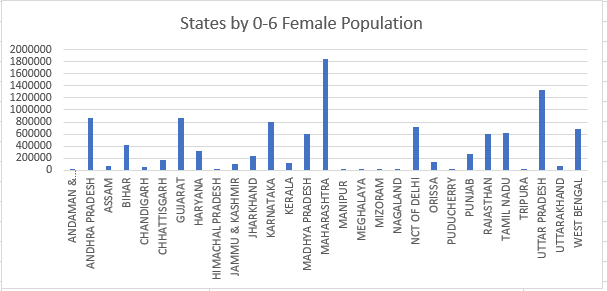 States by 0-6 Female Population
2000000
1800000
1600000
1400000
1200000
1000000
800000
600000
400000
200000
0
ANDAMAN &...
ANDHRA PRADESH
ASSAM
BIHAR
CHANDIGARH
CHHATTISGARH
GUJARAT
HARYANA
HIMACHAL PRADESH
JAMMU & KASHMIR
JHARKHAND
KARNATAKA
KERALA
MADHYA PRADESH
MAHARASHTRA
MANIPUR
MEGHALAYA
MIZORAM
NAGALAND
NCT OF DELHI
ORISSA
PUDUCHERRY
PUNJAB
RAJASTHAN
TAMIL NADU
TRIPURA
UTTAR PRADESH
UTTARAKHAND
WEST BENGAL